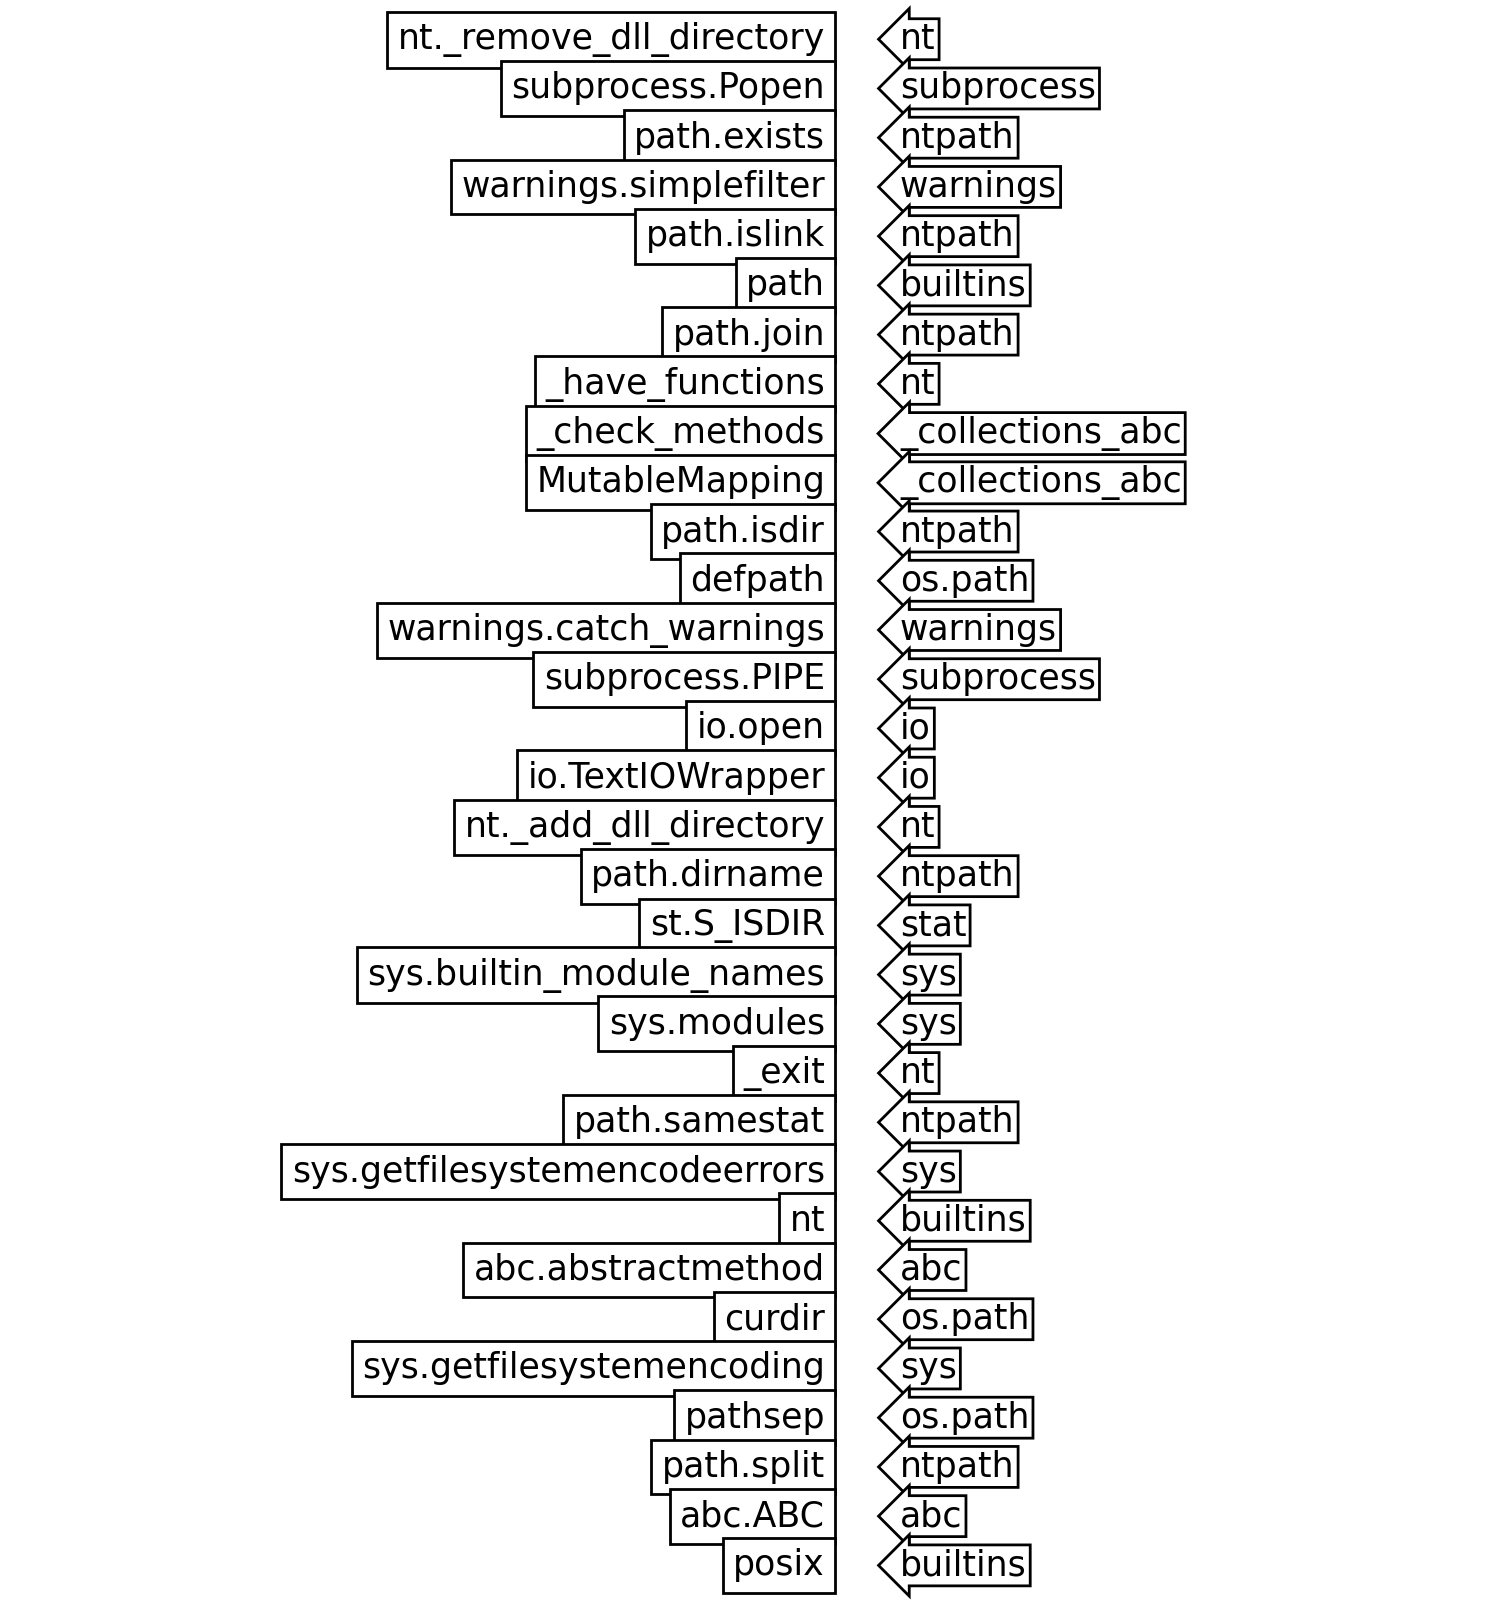 nt._remove_dll_directory nt
subprocess.Popen subprocess
path.exists ntpath
warnings.simplefilter warnings
path.islink ntpath
path builtins
path.join ntpath
_have_functions nt
_check_methods _collections_abc
MutableMapping _collections_abc
path.isdir ntpath
defpath os.path
warnings.catch_warnings warnings
subprocess.PIPE subprocess
io.open io
io.TextIOWrapper io
nt._add_dll_directory nt
path.dirname ntpath
st.S_ISDIR stat
sys.builtin_module_names sys
sys.modules sys
_exit nt
path.samestat ntpath
sys.getfilesystemencodeerrors sys
nt builtins
abc.abstractmethod abc
curdir os.path
sys.getfilesystemencoding sys
pathsep os.path
path.split ntpath
abc.ABC abc
posix builtins